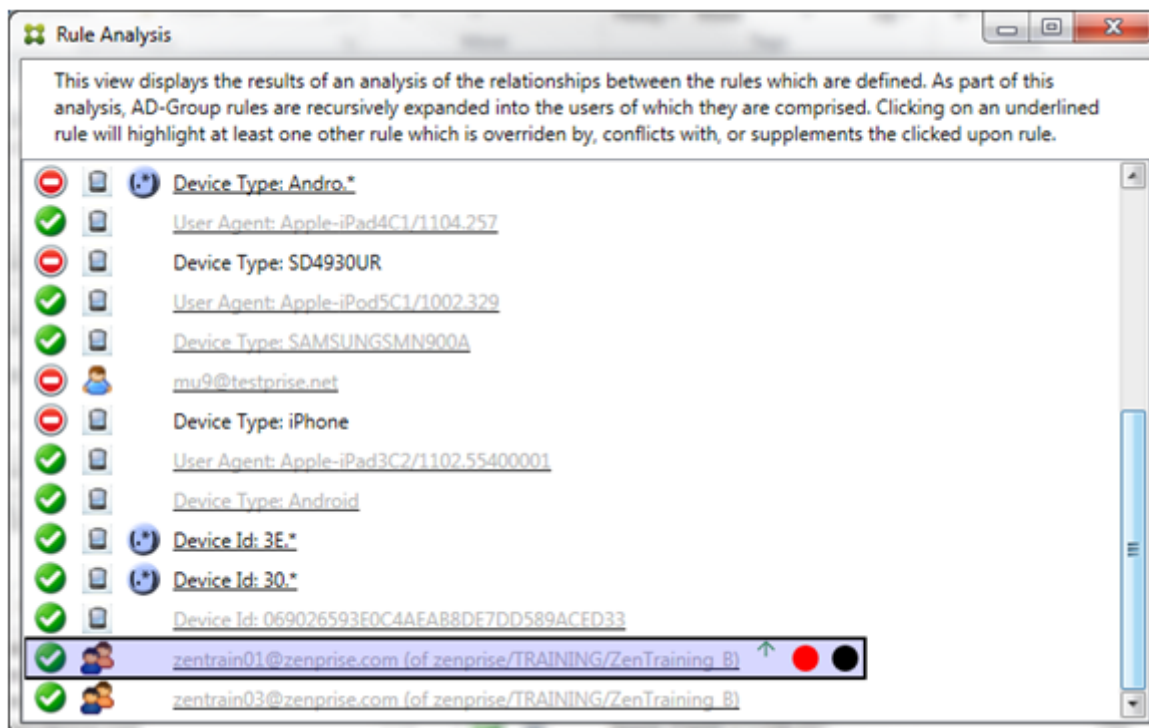 Rule Analysis
This view displays the results of an analysis of the relationships between the rules which are defined. As part of this
analysis, AD-Group rules are recursively expanded into the users of which they are comprised. Clicking on an underlined
rule will highlight at least one other rule which is overriden by, conflicts with, or supplements the clicked upon rule.
(.*) Device Type: Andro.*
User Agent: Apple-iPad4C1/1104.257
Device Type: SD4930UR
User Agent: Apple-iPod5C1/1002.329
Device Type: SAMSUNGSMN900A
mu9@testprise.net
Device Type: iPhone
User Agent: Apple-iPad3C2/1102.55400001
Device Type: Android
(.*) Device Id: 3E.*
(.*) Device Id: 30.*
Device Id: 069026593E0C4AEAB8DE7DD589ACED33
zentrain01@zenprise.com (of zenprise/TRAINING/ZenTraining_B)
zentrain03@zenprise.com (of zenprise/TRAINING/ZenTraining_B)